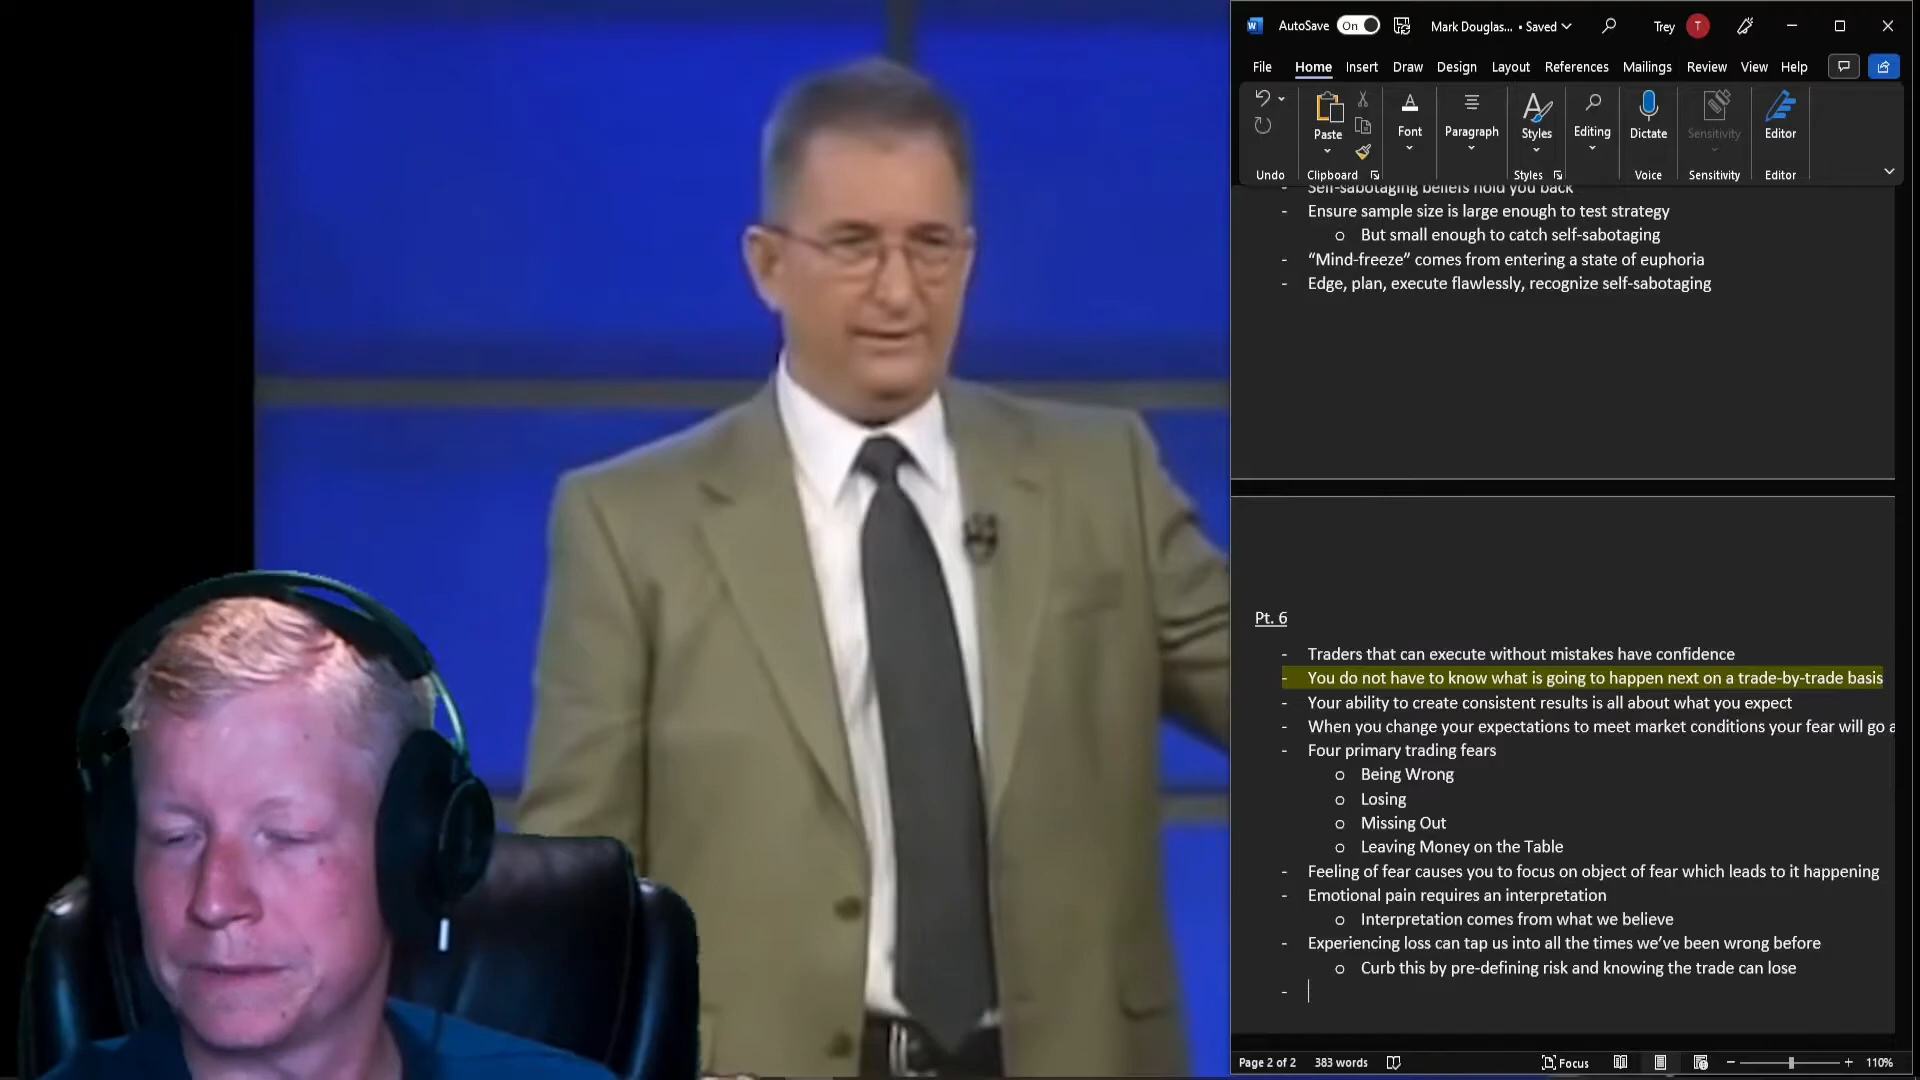 AutoSave On Mark Douglas... • Saved Trey T
File Home Insert Draw Design Layout References Mailings Review View Help
Paste Font Paragraph Styles Editing Dictate Sensitivity Editor
Undo Clipboard Styles Voice Sensitivity Editor
- Self-sabotaging beliefs hold you back
- Ensure sample size is large enough to test strategy
o But small enough to catch self-sabotaging
- “Mind-freeze” comes from entering a state of euphoria
- Edge, plan, execute flawlessly, recognize self-sabotaging
Pt. 6
- Traders that can execute without mistakes have confidence
- You do not have to know what is going to happen next on a trade-by-trade basis
- Your ability to create consistent results is all about what you expect
- When you change your expectations to meet market conditions your fear will go a
- Four primary trading fears
o Being Wrong
o Losing
o Missing Out
o Leaving Money on the Table
- Feeling of fear causes you to focus on object of fear which leads to it happening
- Emotional pain requires an interpretation
o Interpretation comes from what we believe
- Experiencing loss can tap us into all the times we’ve been wrong before
o Curb this by pre-defining risk and knowing the trade can lose
-
Page 2 of 2 383 words Focus 110%